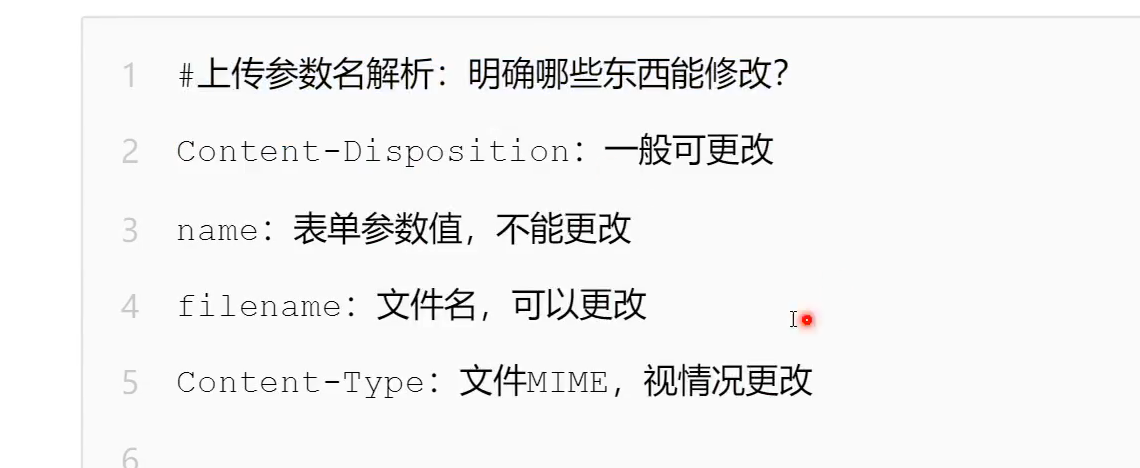 1 #上传参数名解析：明确哪些东西能修改？
2 Content-Disposition：一般可更改
3 name：表单参数值，不能更改
4 filename：文件名，可以更改
5 Content-Type：文件MIME，视情况更改
6